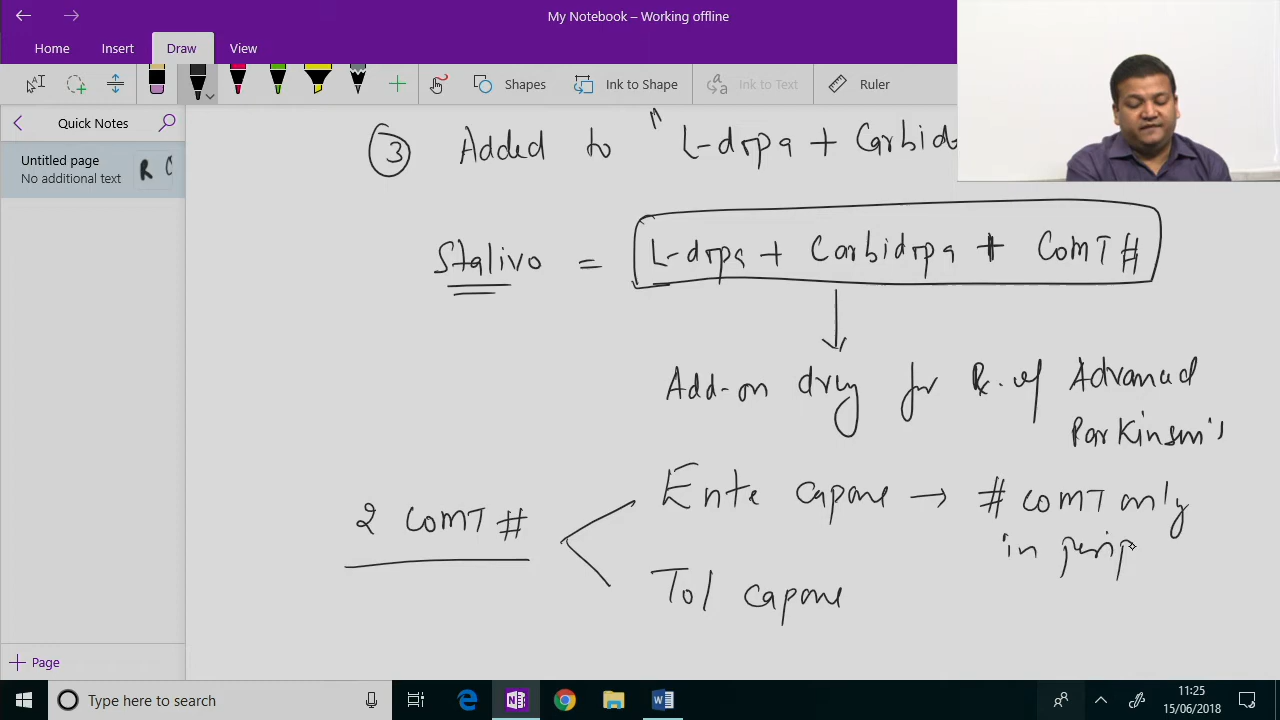 My Notebook – Working offline
Home Insert Draw View
Shapes Ink to Shape Ink to Text Ruler
Quick Notes
Untitled page
No additional text
R
③ Added to " L-dopa + Carbid
Stalivo = L-dopa + Carbidopa + COMT #
Add-on drug for Rx. of Advanced
Parkinson's
2 COMT #
Ente capone → # COMT only
in perip
Tol capone
+ Page
Type here to search
11:25
15/06/2018